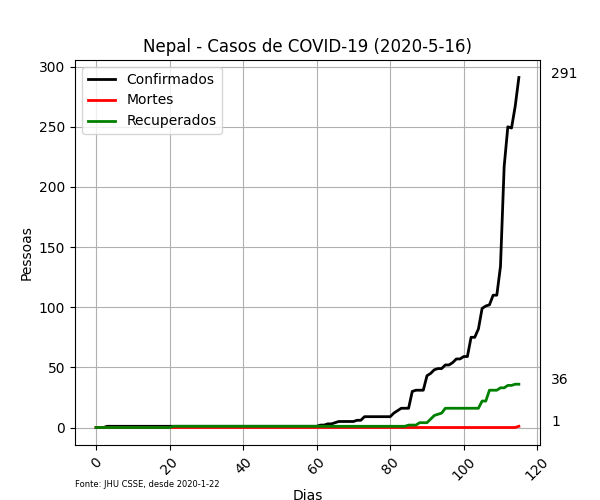 Nepal - Casos de COVID-19 (2020-5-16)
Confirmados
Mortes
Recuperados
300
250
200
150
100
50
0
Pessoas
291
36
1
0
20
40
60
80
100
120
Fonte: JHU CSSE, desde 2020-1-22
Dias